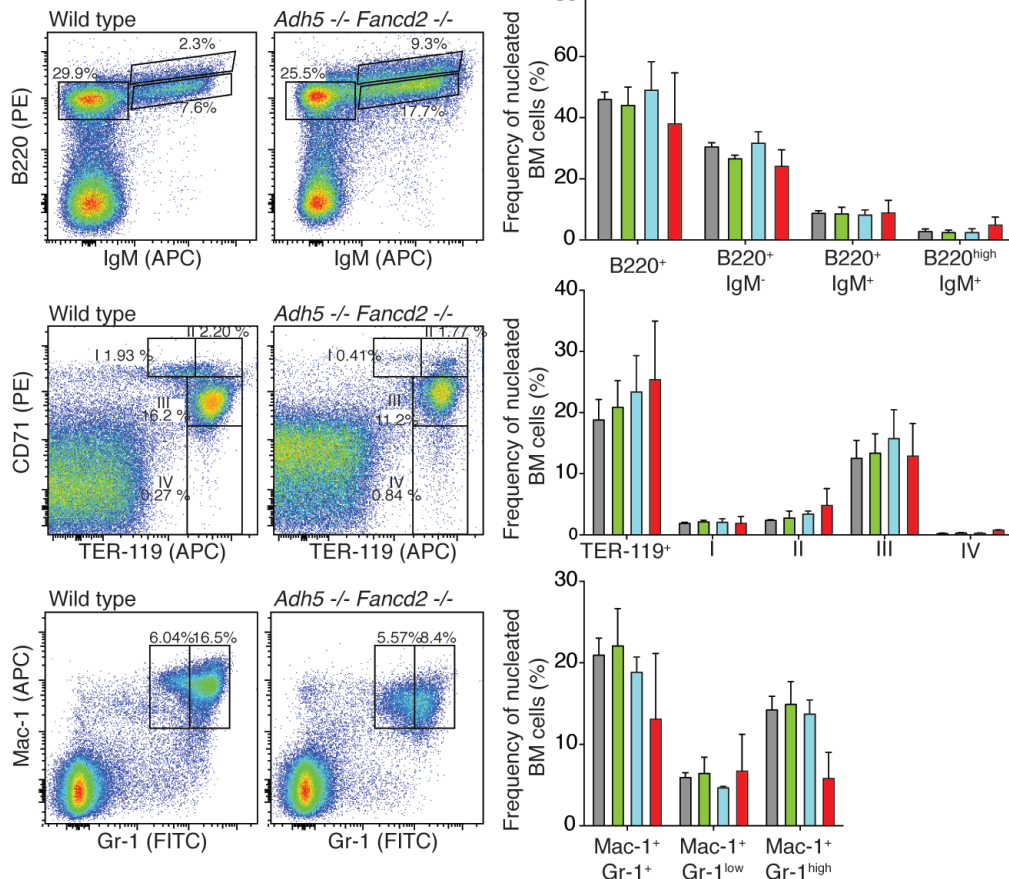 Wild type
Adh5 -/- Fancd2 -/-
2.3%
29.9%
7.6%
B220 (PE)
IgM (APC)
9.3%
25.5%
17.7%
IgM (APC)
Frequency of nucleated
BM cells (%)
60
40
20
0
B220⁺
B220⁺
IgM⁻
B220⁺
IgM⁺
B220ʰⁱᵍʰ
IgM⁺
Wild type
Adh5 -/- Fancd2 -/-
II 2.20 %
I 1.93 %
III
16.2 %
IV
0.27 %
CD71 (PE)
TER-119 (APC)
II 1.77 %
I 0.41%
III
11.2%
IV
0.84 %
TER-119 (APC)
Frequency of nucleated
BM cells (%)
40
30
20
10
0
TER-119⁺
I
II
III
IV
Wild type
Adh5 -/- Fancd2 -/-
6.04%
16.5%
Mac-1 (APC)
Gr-1 (FITC)
5.57%
8.4%
Gr-1 (FITC)
Frequency of nucleated
BM cells (%)
30
20
10
0
Mac-1⁺
Gr-1⁺
Mac-1⁺
Gr-1ˡᵒʷ
Mac-1⁺
Gr-1ʰⁱᵍʰ